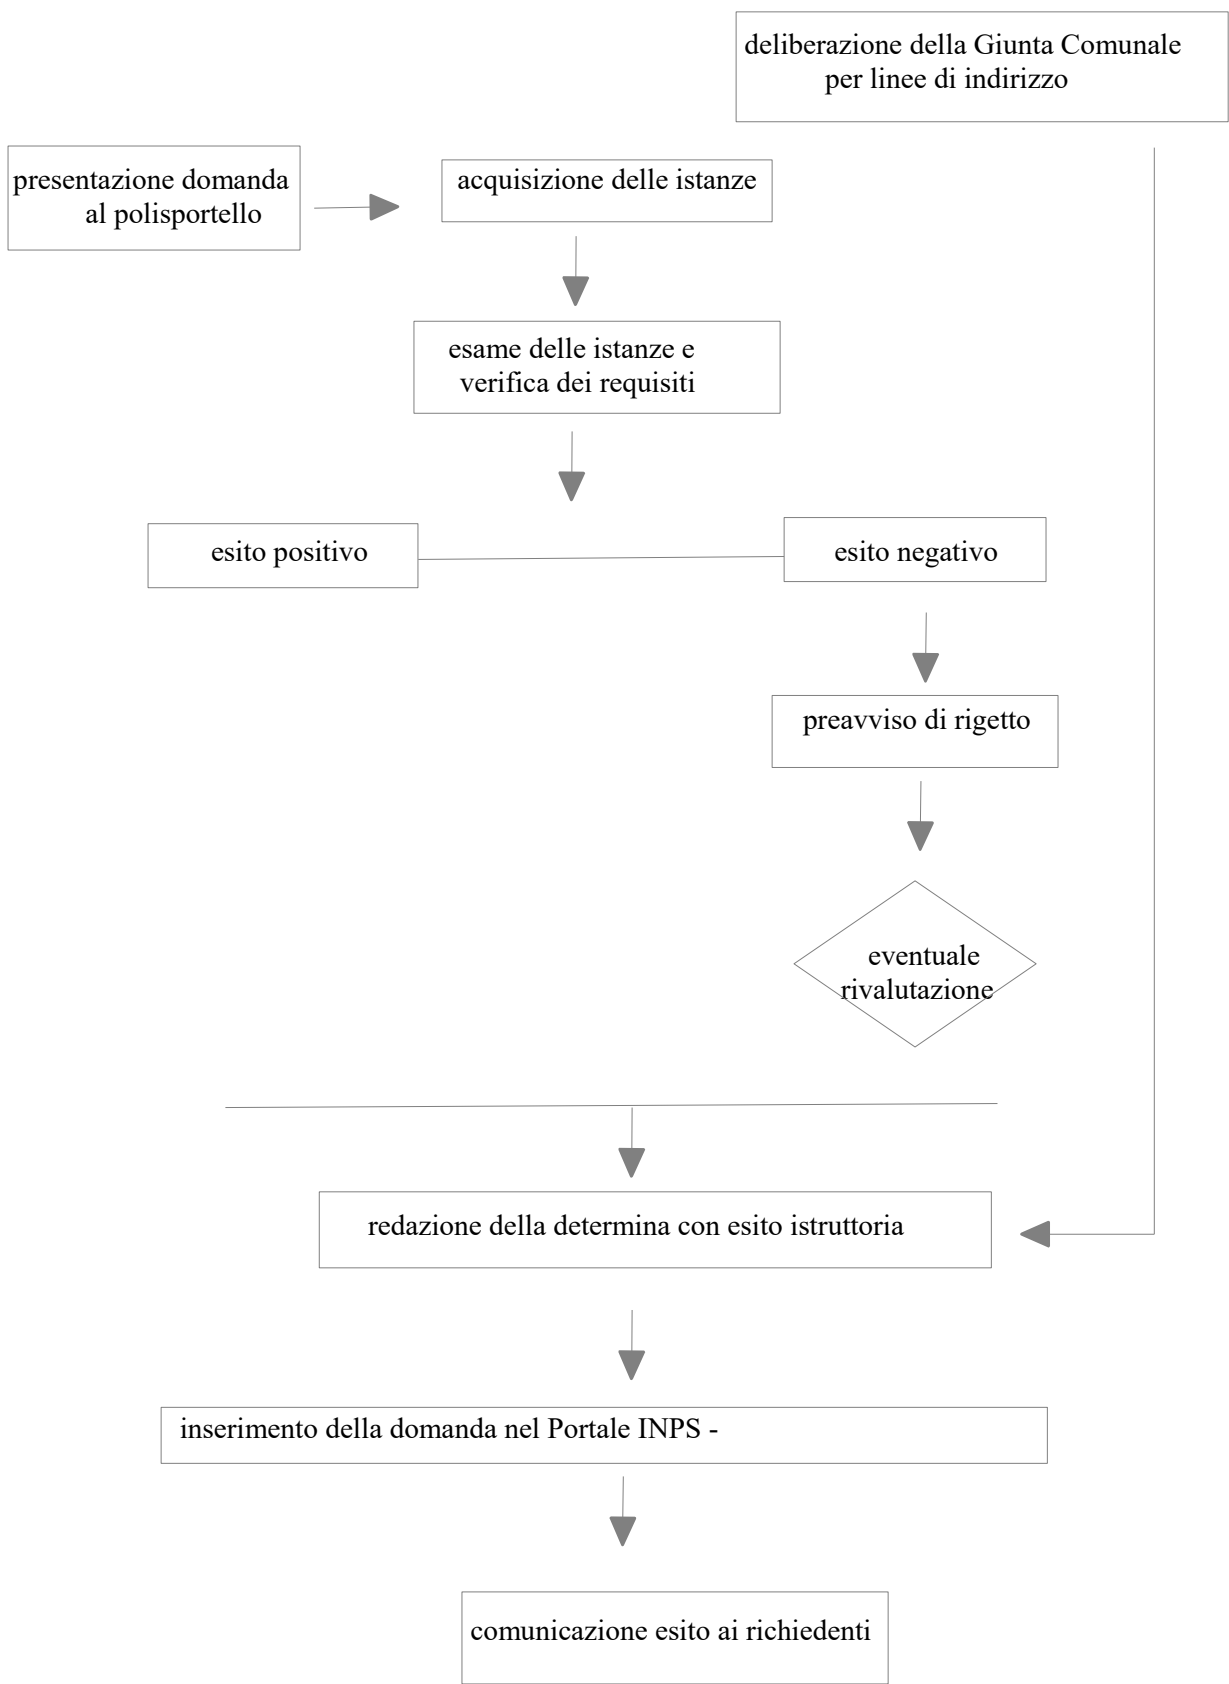 deliberazione della Giunta Comunale
per linee di indirizzo
presentazione domanda
al polisportello
acquisizione delle istanze
esame delle istanze e
verifica dei requisiti
esito positivo
esito negativo
preavviso di rigetto
eventuale
rivalutazione
redazione della determina con esito istruttoria
inserimento della domanda nel Portale INPS -
comunicazione esito ai richiedenti